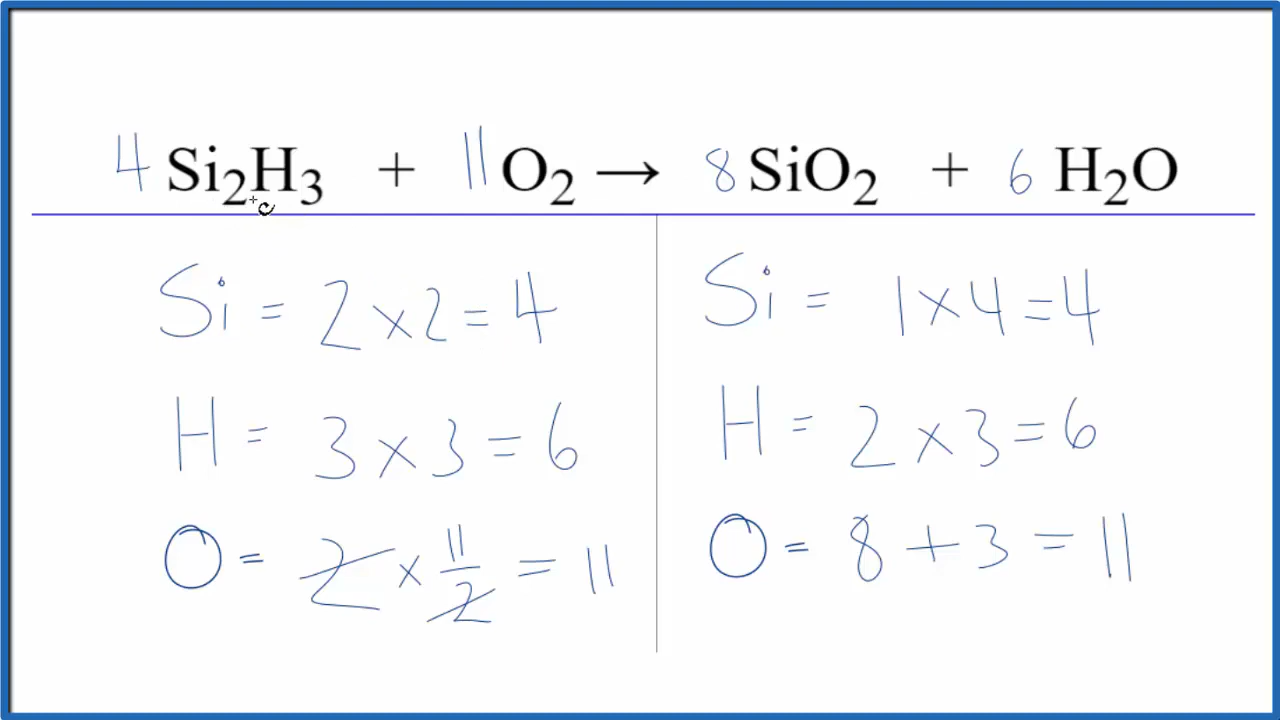 4 Si₂H₃ + 11 O₂ → 8 SiO₂ + 6 H₂O
Si = 2 x 2 = 4
H = 3 x 3 = 6
O = 2 x 11/2 = 11
Si = 1 x 4 = 4
H = 2 x 3 = 6
O = 8 + 3 = 11